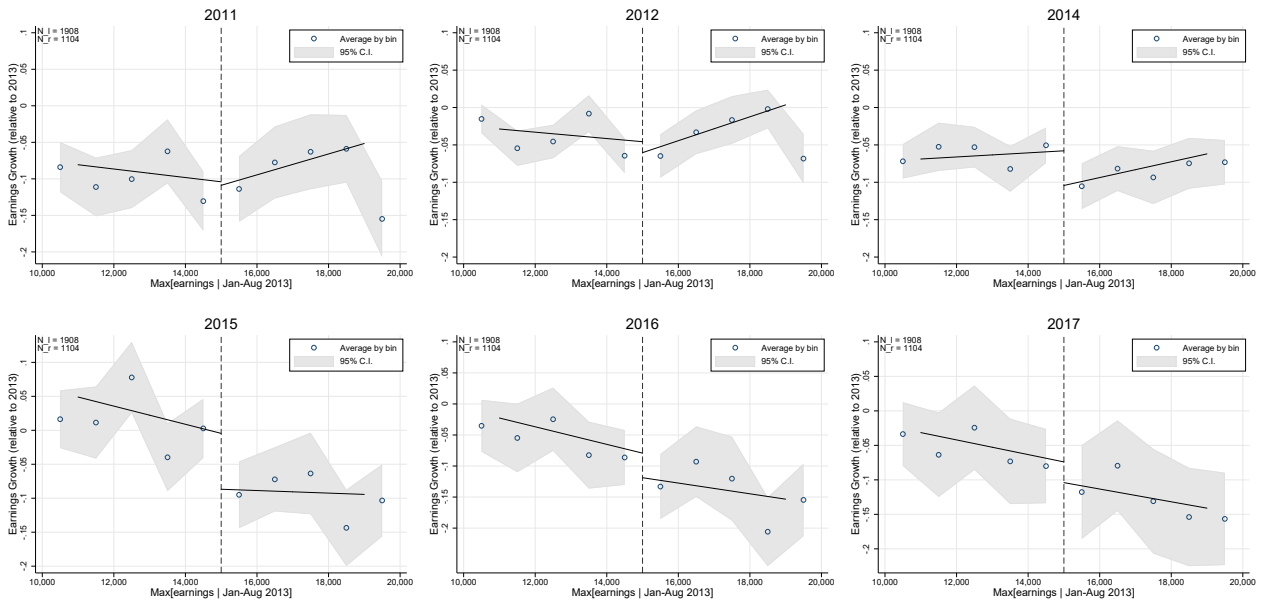 2011
N_l = 1908
N_r = 1104
Average by bin
95% C.I.
Earnings Growth (relative to 2013)
.1
.05
0
-.05
-.1
-.15
-.2
10,000 12,000 14,000 16,000 18,000 20,000
Max[earnings | Jan-Aug 2013]
2012
N_l = 1908
N_r = 1104
Average by bin
95% C.I.
Earnings Growth (relative to 2013)
.1
.05
0
-.05
-.1
-.15
-.2
10,000 12,000 14,000 16,000 18,000 20,000
Max[earnings | Jan-Aug 2013]
2014
N_l = 1908
N_r = 1104
Average by bin
95% C.I.
Earnings Growth (relative to 2013)
.1
.05
0
-.05
-.1
-.15
-.2
10,000 12,000 14,000 16,000 18,000 20,000
Max[earnings | Jan-Aug 2013]
2015
N_l = 1908
N_r = 1104
Average by bin
95% C.I.
Earnings Growth (relative to 2013)
.1
.05
0
-.05
-.1
-.15
-.2
10,000 12,000 14,000 16,000 18,000 20,000
Max[earnings | Jan-Aug 2013]
2016
N_l = 1908
N_r = 1104
Average by bin
95% C.I.
Earnings Growth (relative to 2013)
.1
.05
0
-.05
-.1
-.15
-.2
10,000 12,000 14,000 16,000 18,000 20,000
Max[earnings | Jan-Aug 2013]
2017
N_l = 1908
N_r = 1104
Average by bin
95% C.I.
Earnings Growth (relative to 2013)
.1
.05
0
-.05
-.1
-.15
-.2
10,000 12,000 14,000 16,000 18,000 20,000
Max[earnings | Jan-Aug 2013]